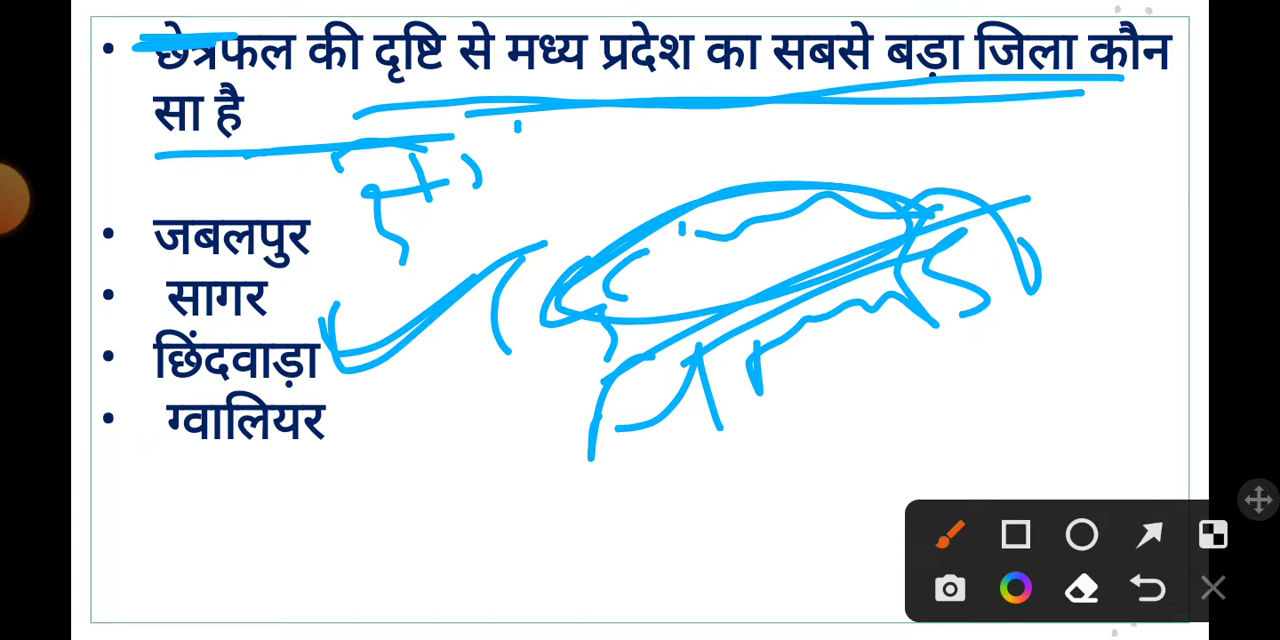 • छेत्रफल की दृष्टि से मध्य प्रदेश का सबसे बड़ा जिला कौन
सा है
• जबलपुर
• सागर
• छिंदवाड़ा
• ग्वालियर